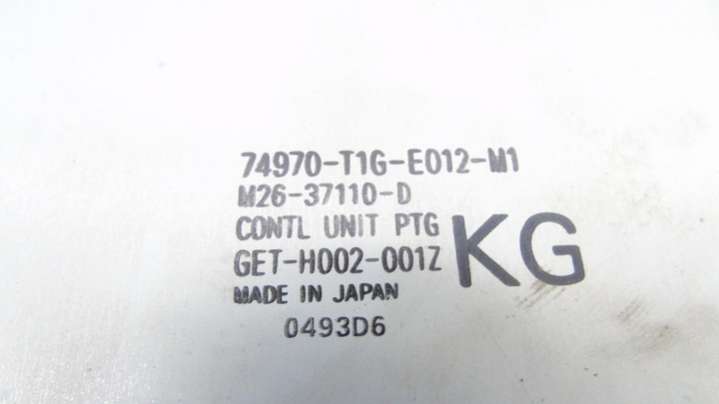 74970-T1G-E012-M1
M26-37110-D
CONTL UNIT PTG
GET-H002-001Z
KG
MADE IN JAPAN
0493D6